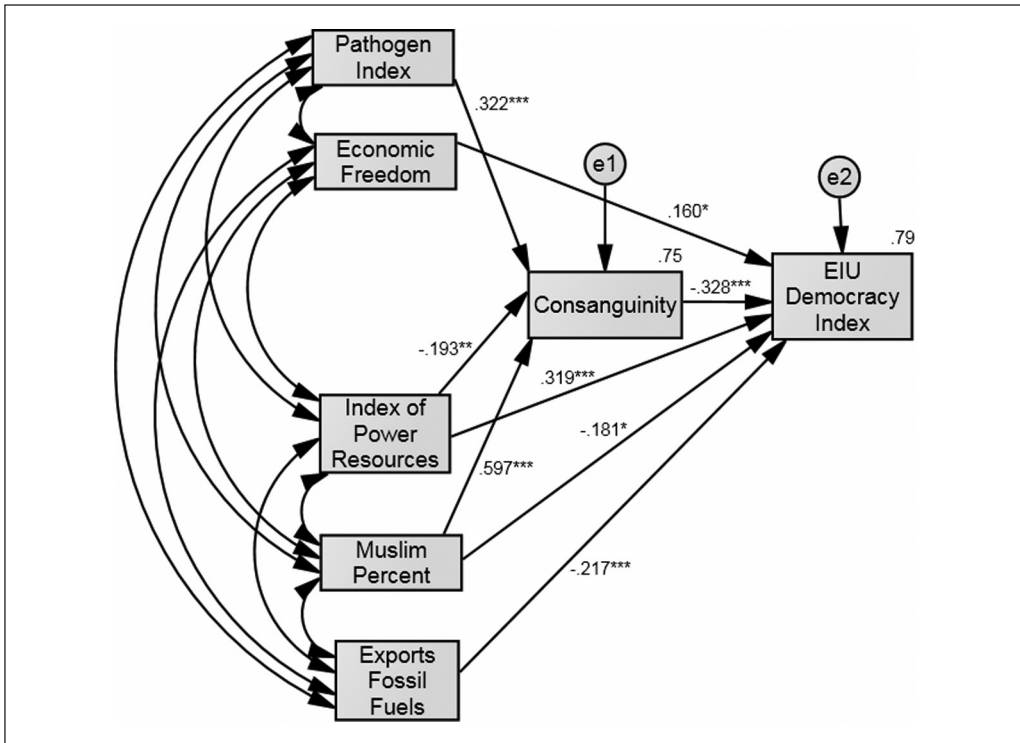 Pathogen
Index
.322***
Economic
Freedom
e1
e2
.160*
.75
.79
Consanguinity
-.328***
EIU
Democracy
Index
-.193**
.319***
Index of
Power
Resources
-.181*
.597***
Muslim
Percent
-.217***
Exports
Fossil
Fuels